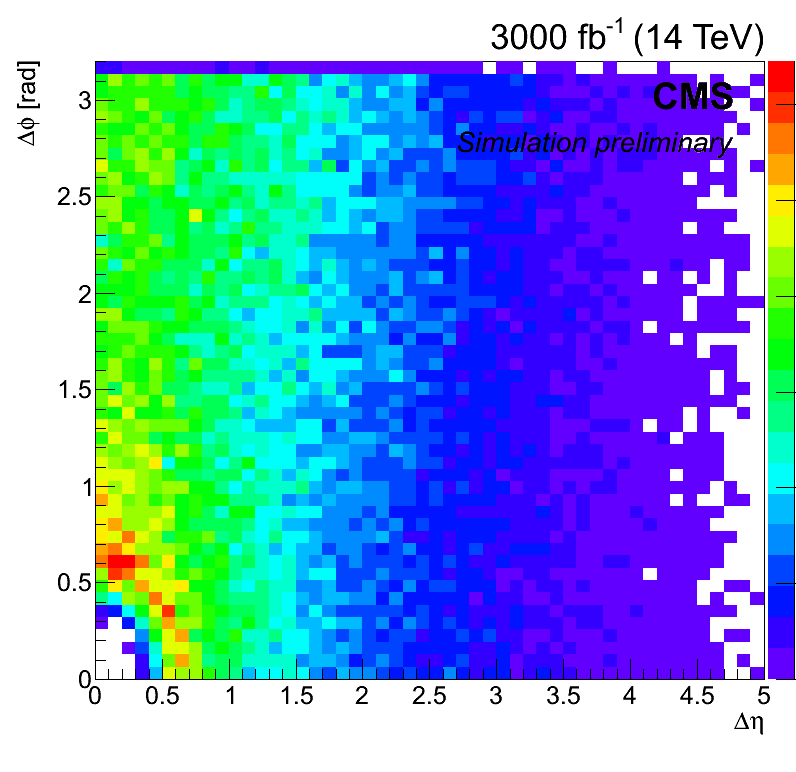 3000 fb⁻¹ (14 TeV)
CMS
Simulation preliminary
Δϕ [rad]
3
2.5
2
1.5
1
0.5
0
0 0.5 1 1.5 2 2.5 3 3.5 4 4.5 5
Δη